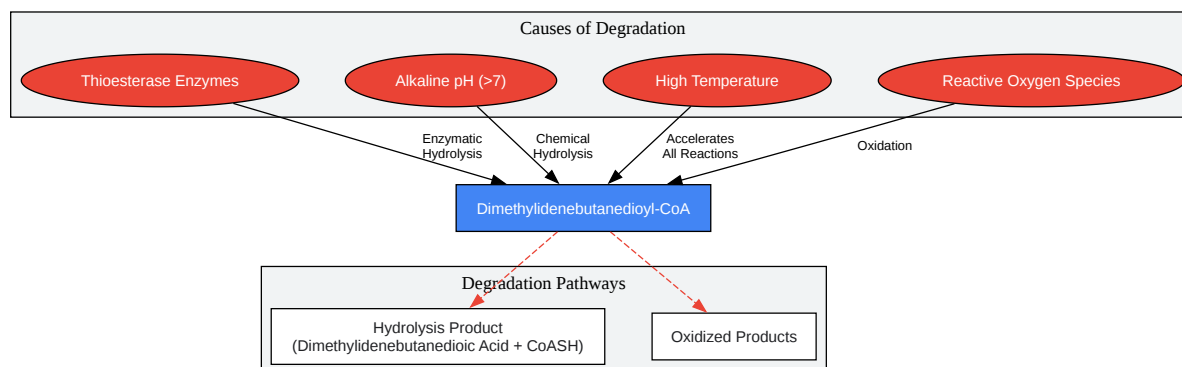 Causes of Degradation
Thioesterase Enzymes
Alkaline pH (>7)
High Temperature
Reactive Oxygen Species
Enzymatic
Hydrolysis
Chemical
Hydrolysis
Accelerates
All Reactions
Oxidation
Dimethylidenebutanedioyl-CoA
Degradation Pathways
Hydrolysis Product
(Dimethylidenebutanedioic Acid + CoASH)
Oxidized Products